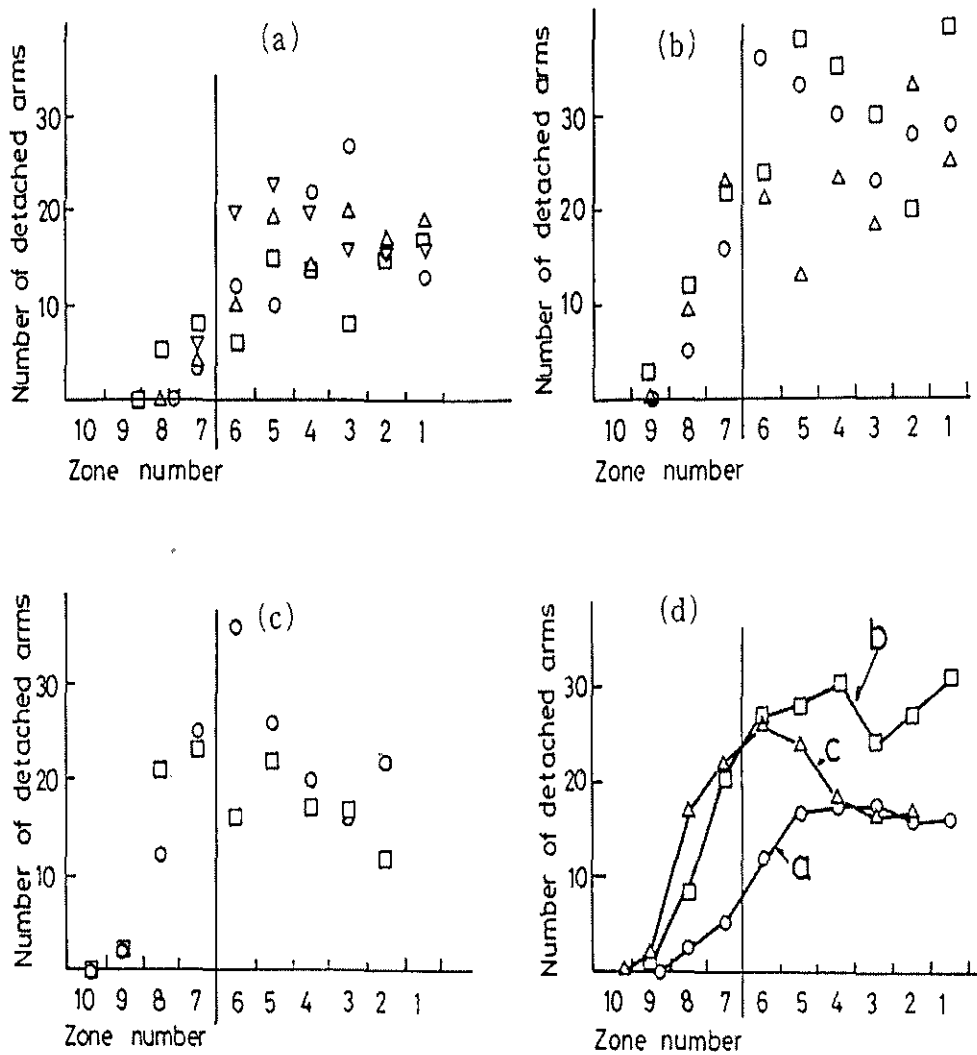 (a)
Number of detached arms
30
20
10
10 9 8 7 6 5 4 3 2 1
Zone number
(b)
Number of detached arms
30
20
10
10 9 8 7 6 5 4 3 2 1
Zone number
(c)
Number of detached arms
30
20
10
10 9 8 7 6 5 4 3 2 1
Zone number
(d)
Number of detached arms
30
20
10
b
c
a
10 9 8 7 6 5 4 3 2 1
Zone number